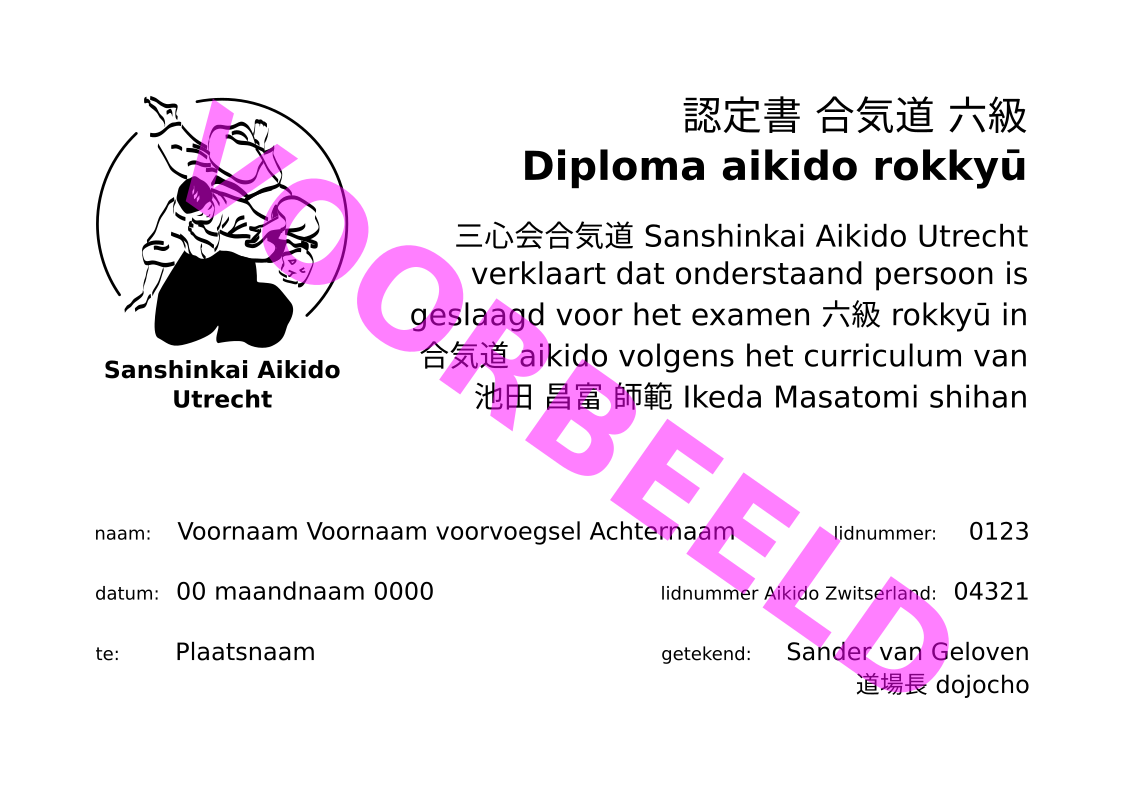 認定書 合気道 六級
Diploma aikido rokkyū
三心会合気道 Sanshinkai Aikido Utrecht
verklaart dat onderstaand persoon is
geslaagd voor het examen 六級 rokkyū in
合気道 aikido volgens het curriculum van
池田 昌富 師範 Ikeda Masatomi shihan
Sanshinkai Aikido
Utrecht
VOORBEELD
naam: Voornaam Voornaam voorvoegsel Achternaam lidnummer: 0123
datum: 00 maandnaam 0000 lidnummer Aikido Zwitserland: 04321
te: Plaatsnaam getekend: Sander van Geloven
道場長 dojocho